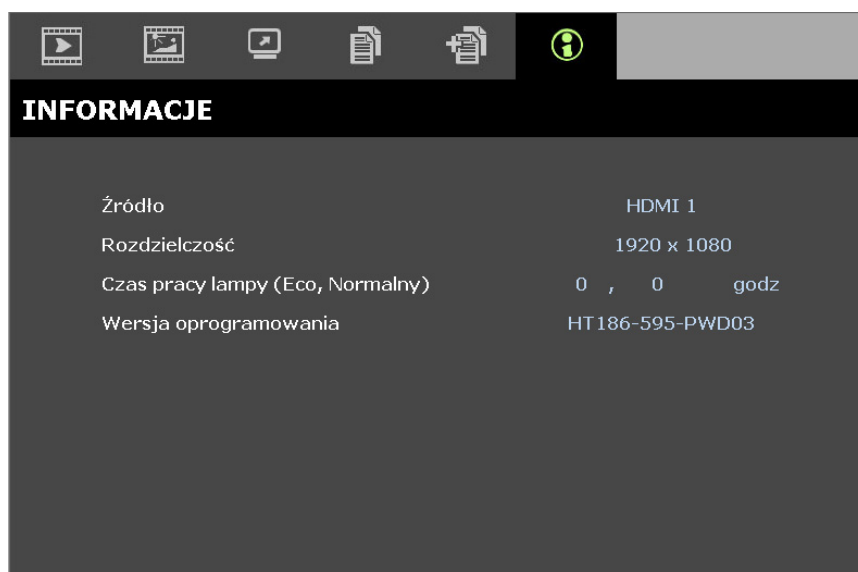 INFORMACJE
Źródło HDMI 1
Rozdzielczość 1920 x 1080
Czas pracy lampy (Eco, Normalny) 0 , 0 godz
Wersja oprogramowania HT186-595-PWD03